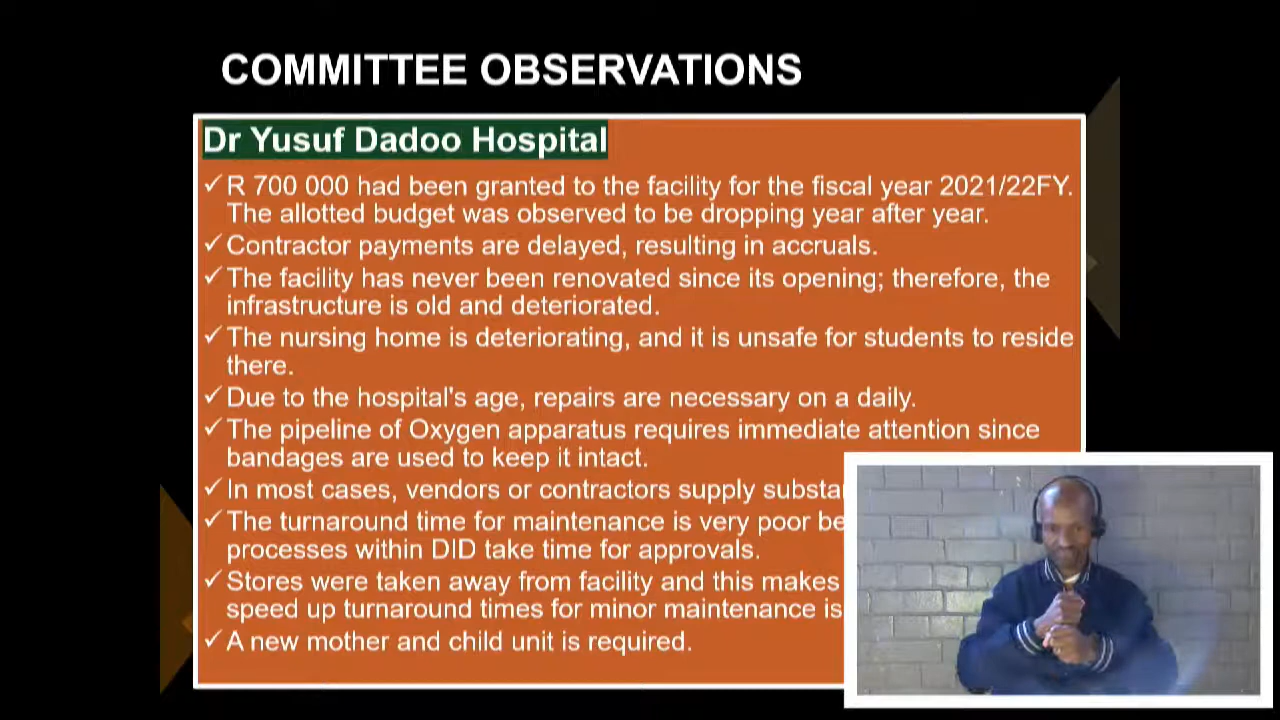 COMMITTEE OBSERVATIONS
Dr Yusuf Dadoo Hospital
✓ R 700 000 had been granted to the facility for the fiscal year 2021/22FY.
The allotted budget was observed to be dropping year after year.
✓ Contractor payments are delayed, resulting in accruals.
✓ The facility has never been renovated since its opening; therefore, the
infrastructure is old and deteriorated.
✓ The nursing home is deteriorating, and it is unsafe for students to reside
there.
✓ Due to the hospital's age, repairs are necessary on a daily.
✓ The pipeline of Oxygen apparatus requires immediate attention since
bandages are used to keep it intact.
✓ In most cases, vendors or contractors supply
✓ The turnaround time for maintenance is very poor
processes within DID take time for approvals.
✓ Stores were taken away from facility and this makes
speed up turnaround times for minor maintenance is
✓ A new mother and child unit is required.